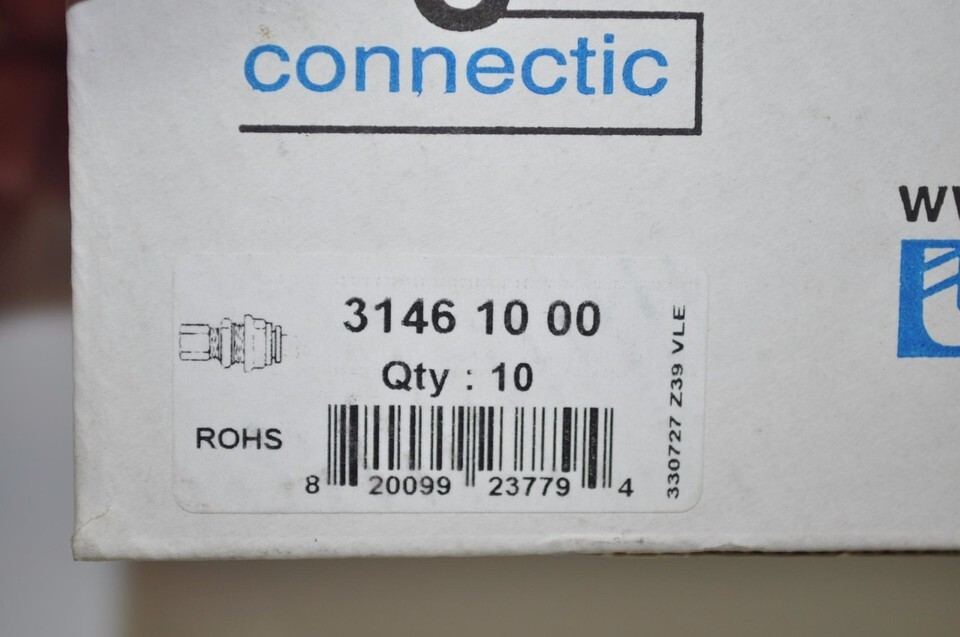 connectic
3146 10 00
Qty : 10
ROHS
8 20099 23779 4
330727 Z39 VLE